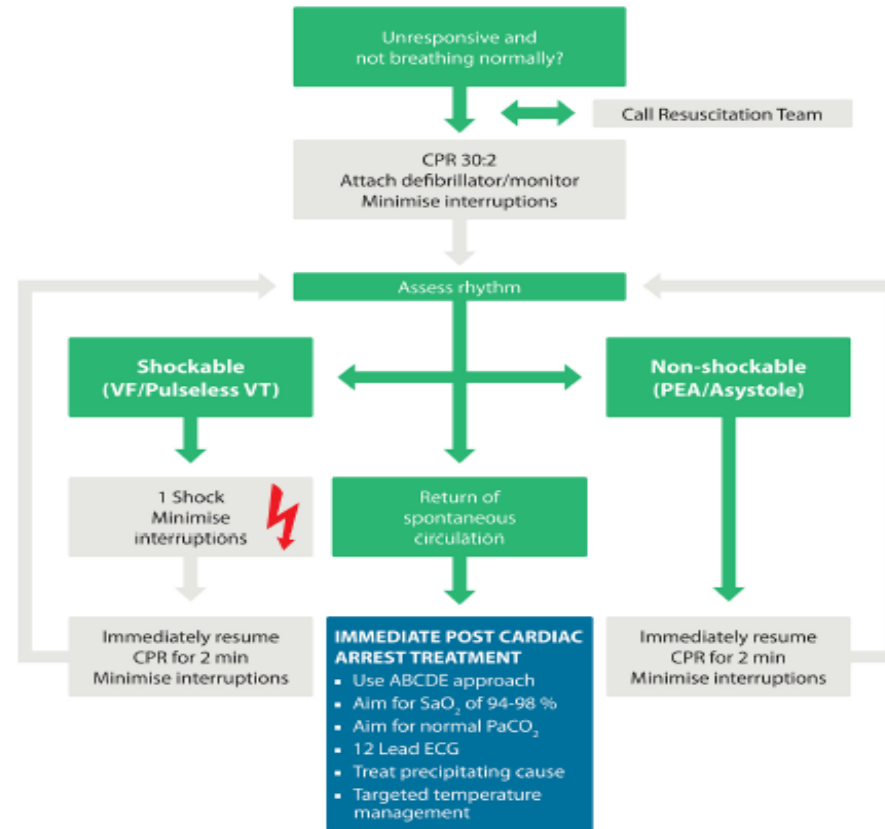 Unresponsive and
not breathing normally?
Call Resuscitation Team
CPR 30:2
Attach defibrillator/monitor
Minimise interruptions
Assess rhythm
Shockable
(VF/Pulseless VT)
Non-shockable
(PEA/Asystole)
1 Shock
Minimise
interruptions
Return of
spontaneous
circulation
Immediately resume
CPR for 2 min
Minimise interruptions
IMMEDIATE POST CARDIAC
ARREST TREATMENT
▪ Use ABCDE approach
▪ Aim for SaO₂ of 94-98 %
▪ Aim for normal PaCO₂
▪ 12 Lead ECG
▪ Treat precipitating cause
▪ Targeted temperature
management
Immediately resume
CPR for 2 min
Minimise interruptions